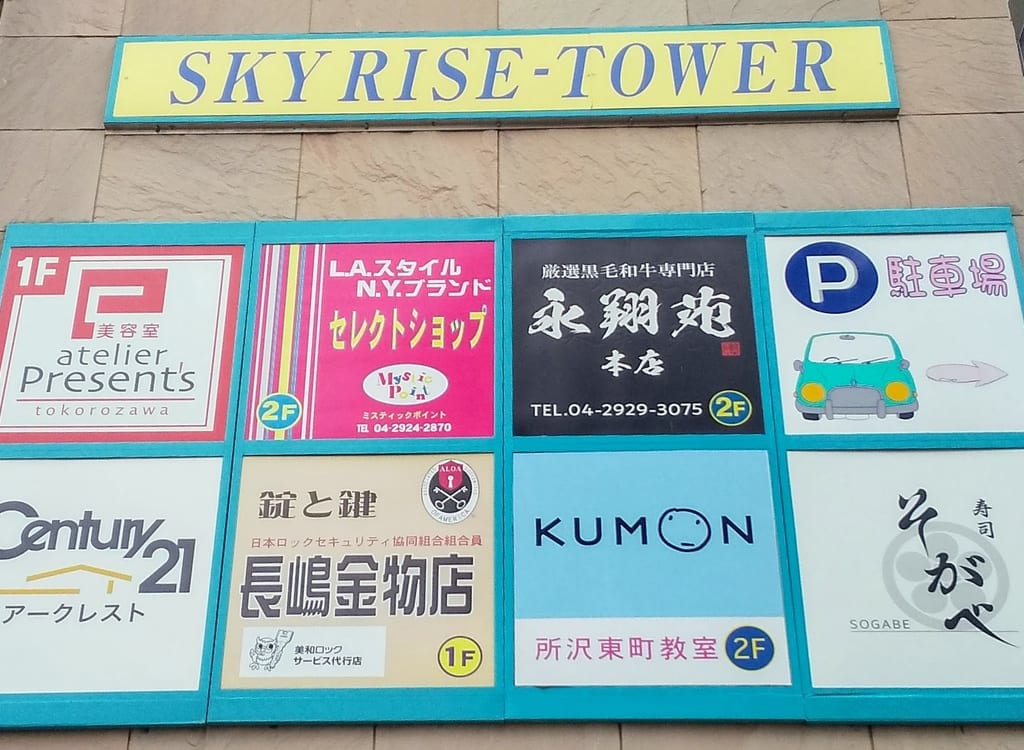 SKY RISE-TOWER
1F
美容室
atelier
Present's
tokorozawa
L.A.スタイル
N.Y.ブランド
セレクトショップ
Mystic
Point
2F
ミスティックポイント
TEL 04-2924-2870
厳選黒毛和牛専門店
永翔苑
本店
TEL.04-2929-3075
2F
P
駐車場
Century 21
アークレスト
錠と鍵
ALOA
OF AMERICA
日本ロックセキュリティ協同組合組合員
長嶋金物店
美和ロック
サービス代行店
1F
KUMON
所沢東町教室
2F
寿司
そがべ
SOGABE